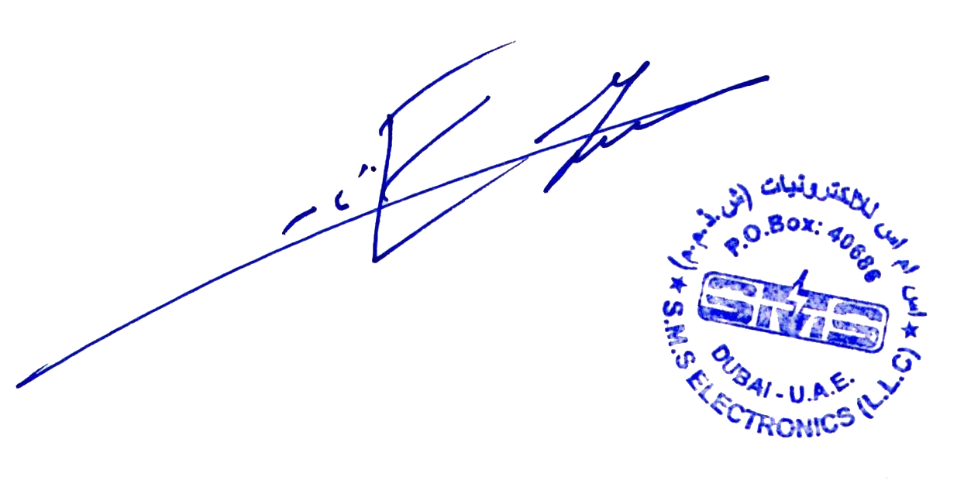 اس ام اس للالكترونيات (ش.ذ.م.م)
P.O.Box: 40686
SMS
DUBAI - U.A.E.
★ S.M.S ELECTRONICS (L.L.C) ★